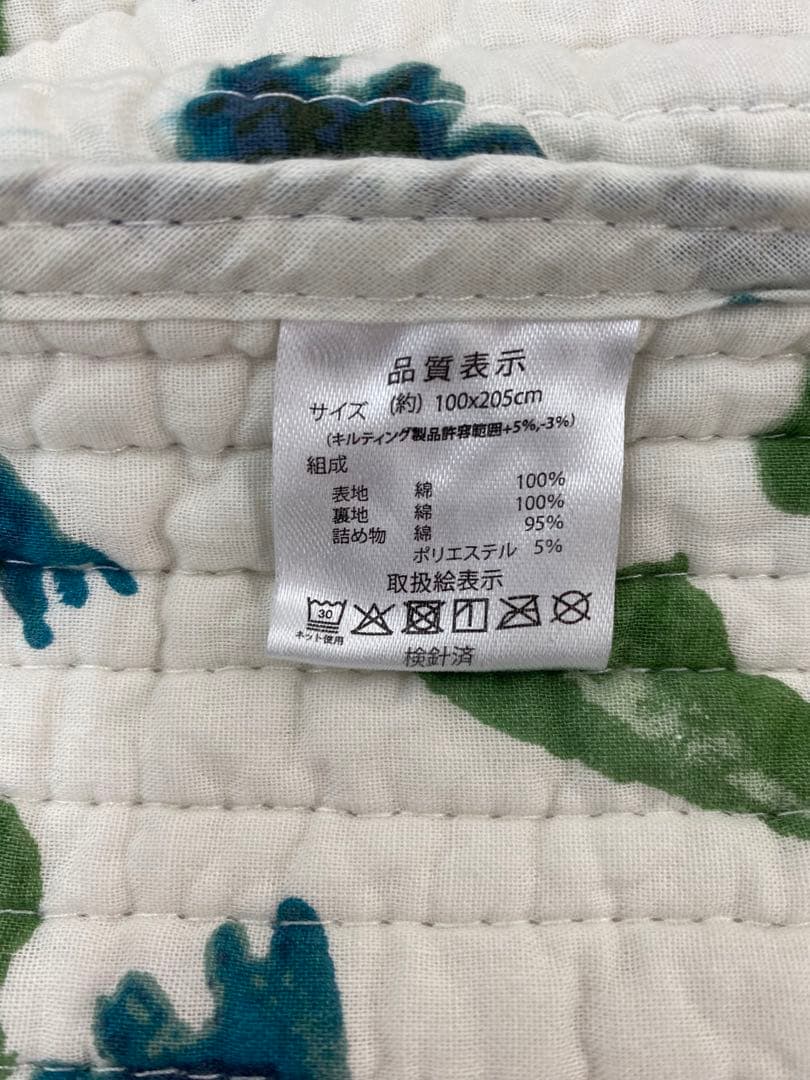 品質表示
サイズ (約) 100x205cm
(キルティング製品許容範囲+5%,-3%)
組成
表地 綿 100%
裏地 綿 100%
詰め物 綿 95%
ポリエステル 5%
取扱絵表示
30
ネット使用
検針済